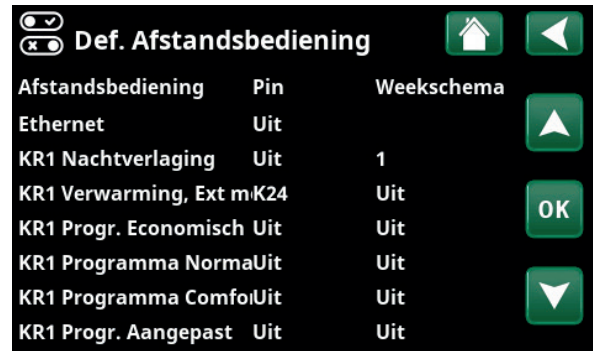 Def. Afstandsbediening
Afstandsbediening Pin Weekschema
Ethernet Uit
KR1 Nachtverlaging Uit 1
KR1 Verwarming, Ext m K24 Uit
KR1 Progr. Economisch Uit Uit
KR1 Programma Norma Uit Uit
KR1 Programma Comfo Uit Uit
KR1 Progr. Aangepast Uit Uit
OK